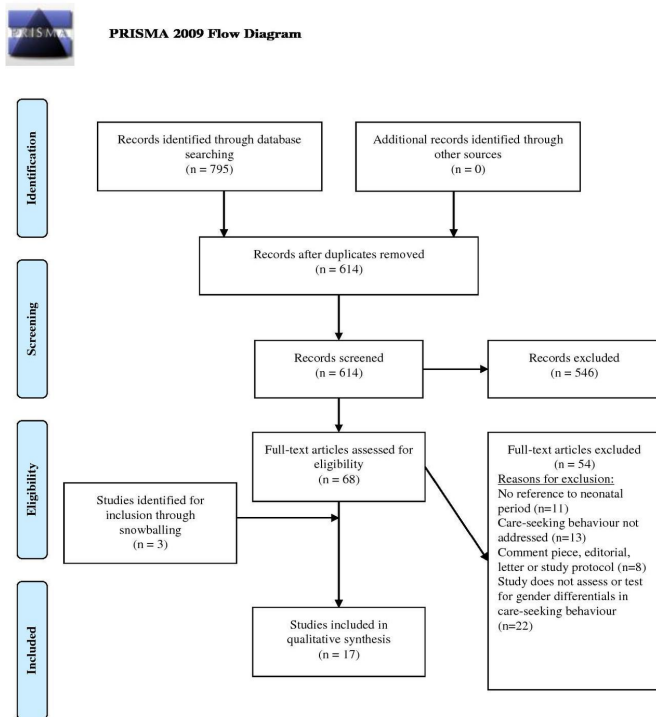 PRISMA
PRISMA 2009 Flow Diagram
Identification
Records identified through database
searching
(n = 795)
Additional records identified through
other sources
(n = 0)
Records after duplicates removed
(n = 614)
Screening
Records screened
(n = 614)
Records excluded
(n = 546)
Eligibility
Full-text articles assessed for
eligibility
(n = 68)
Full-text articles excluded
(n = 54)
Reasons for exclusion:
No reference to neonatal
period (n=11)
Care-seeking behaviour not
addressed (n=13)
Comment piece, editorial,
letter or study protocol (n=8)
Study does not assess or test
for gender differentials in
care-seeking behaviour
(n=22)
Studies identified for
inclusion through
snowballing
(n = 3)
Included
Studies included in
qualitative synthesis
(n = 17)